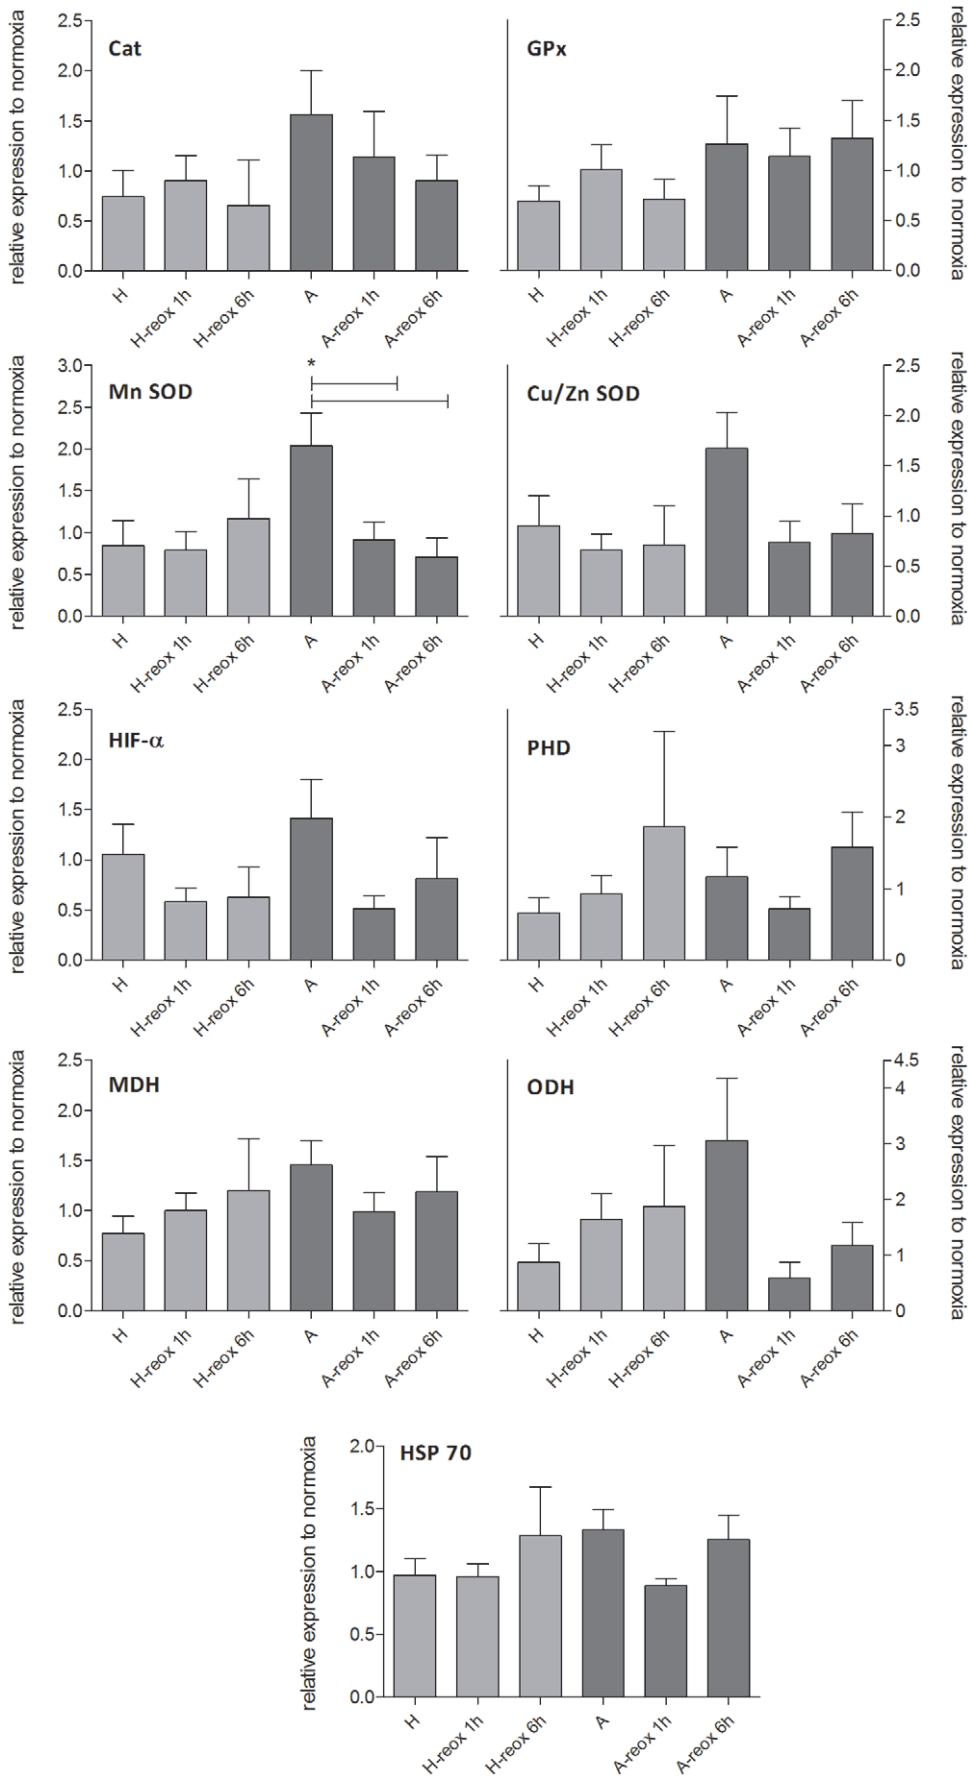 relative expression to normoxia
2.5
2.0
1.5
1.0
0.5
0.0
Cat
H
H-reox 1h
H-reox 6h
A
A-reox 1h
A-reox 6h
GPx
2.5
2.0
1.5
1.0
0.5
0.0
relative expression to normoxia
H
H-reox 1h
H-reox 6h
A
A-reox 1h
A-reox 6h
relative expression to normoxia
3.0
2.5
2.0
1.5
1.0
0.5
0.0
Mn SOD
*
H
H-reox 1h
H-reox 6h
A
A-reox 1h
A-reox 6h
Cu/Zn SOD
2.5
2.0
1.5
1.0
0.5
0.0
relative expression to normoxia
H
H-reox 1h
H-reox 6h
A
A-reox 1h
A-reox 6h
relative expression to normoxia
2.5
2.0
1.5
1.0
0.5
0.0
HIF-α
H
H-reox 1h
H-reox 6h
A
A-reox 1h
A-reox 6h
PHD
3.5
3
2
1
0
relative expression to normoxia
H
H-reox 1h
H-reox 6h
A
A-reox 1h
A-reox 6h
relative expression to normoxia
2.5
2.0
1.5
1.0
0.5
0.0
MDH
H
H-reox 1h
H-reox 6h
A
A-reox 1h
A-reox 6h
ODH
4.5
4
3
2
1
0
relative expression to normoxia
H
H-reox 1h
H-reox 6h
A
A-reox 1h
A-reox 6h
relative expression to normoxia
2.0
1.5
1.0
0.5
0.0
HSP 70
H
H-reox 1h
H-reox 6h
A
A-reox 1h
A-reox 6h